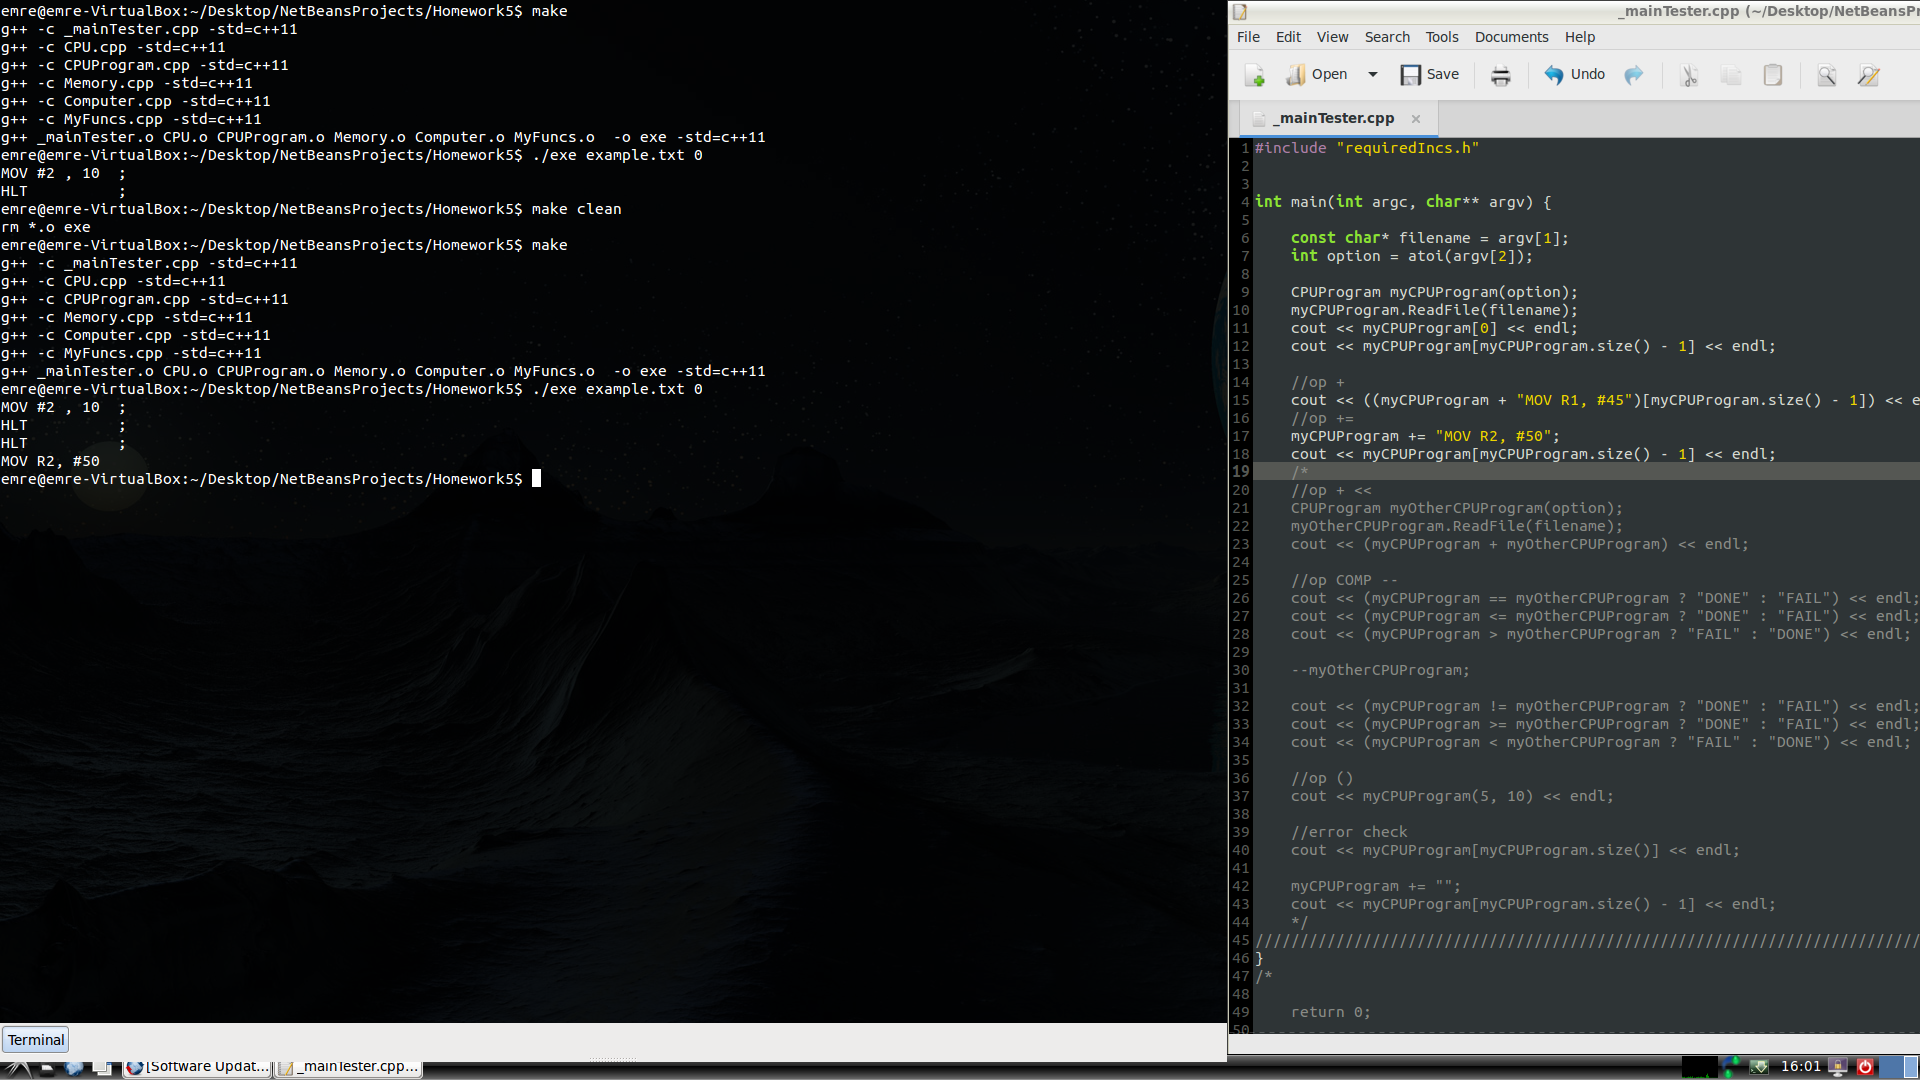 emre@emre-VirtualBox:~/Desktop/NetBeansProjects/Homework5$ make
g++ -c _mainTester.cpp -std=c++11
g++ -c CPU.cpp -std=c++11
g++ -c CPUProgram.cpp -std=c++11
g++ -c Memory.cpp -std=c++11
g++ -c Computer.cpp -std=c++11
g++ -c MyFuncs.cpp -std=c++11
g++ _mainTester.o CPU.o CPUProgram.o Memory.o Computer.o MyFuncs.o  -o exe -std=c++11
emre@emre-VirtualBox:~/Desktop/NetBeansProjects/Homework5$ ./exe example.txt 0
MOV #2 , 10  ;
HLT          ;
emre@emre-VirtualBox:~/Desktop/NetBeansProjects/Homework5$ make clean
rm *.o exe
emre@emre-VirtualBox:~/Desktop/NetBeansProjects/Homework5$ make
g++ -c _mainTester.cpp -std=c++11
g++ -c CPU.cpp -std=c++11
g++ -c CPUProgram.cpp -std=c++11
g++ -c Memory.cpp -std=c++11
g++ -c Computer.cpp -std=c++11
g++ -c MyFuncs.cpp -std=c++11
g++ _mainTester.o CPU.o CPUProgram.o Memory.o Computer.o MyFuncs.o  -o exe -std=c++11
emre@emre-VirtualBox:~/Desktop/NetBeansProjects/Homework5$ ./exe example.txt 0
MOV #2 , 10  ;
HLT          ;
HLT          ;
MOV R2, #50
emre@emre-VirtualBox:~/Desktop/NetBeansProjects/Homework5$
Terminal
_mainTester.cpp (~/Desktop/NetBeansPr
File Edit View Search Tools Documents Help
Open Save Undo
_mainTester.cpp ×
1 #include "requiredIncs.h"
2
3
4 int main(int argc, char** argv) {
5
6     const char* filename = argv[1];
7     int option = atoi(argv[2]);
8
9     CPUProgram myCPUProgram(option);
10     myCPUProgram.ReadFile(filename);
11     cout << myCPUProgram[0] << endl;
12     cout << myCPUProgram[myCPUProgram.size() - 1] << endl;
13
14     //op +
15     cout << ((myCPUProgram + "MOV R1, #45")[myCPUProgram.size() - 1]) << e
16     //op +=
17     myCPUProgram += "MOV R2, #50";
18     cout << myCPUProgram[myCPUProgram.size() - 1] << endl;
19     /*
20     //op + <<
21     CPUProgram myOtherCPUProgram(option);
22     myOtherCPUProgram.ReadFile(filename);
23     cout << (myCPUProgram + myOtherCPUProgram) << endl;
24
25     //op COMP --
26     cout << (myCPUProgram == myOtherCPUProgram ? "DONE" : "FAIL") << endl;
27     cout << (myCPUProgram <= myOtherCPUProgram ? "DONE" : "FAIL") << endl;
28     cout << (myCPUProgram > myOtherCPUProgram ? "FAIL" : "DONE") << endl;
29
30     --myOtherCPUProgram;
31
32     cout << (myCPUProgram != myOtherCPUProgram ? "DONE" : "FAIL") << endl;
33     cout << (myCPUProgram >= myOtherCPUProgram ? "DONE" : "FAIL") << endl;
34     cout << (myCPUProgram < myOtherCPUProgram ? "FAIL" : "DONE") << endl;
35
36     //op ()
37     cout << myCPUProgram(5, 10) << endl;
38
39     //error check
40     cout << myCPUProgram[myCPUProgram.size()] << endl;
41
42     myCPUProgram += "";
43     cout << myCPUProgram[myCPUProgram.size() - 1] << endl;
44     */
45 //////////////////////////////////////////////////////////////////////////
46 }
47 /*
48
49     return 0;
50
[Software Updat... _mainTester.cpp... 16:01